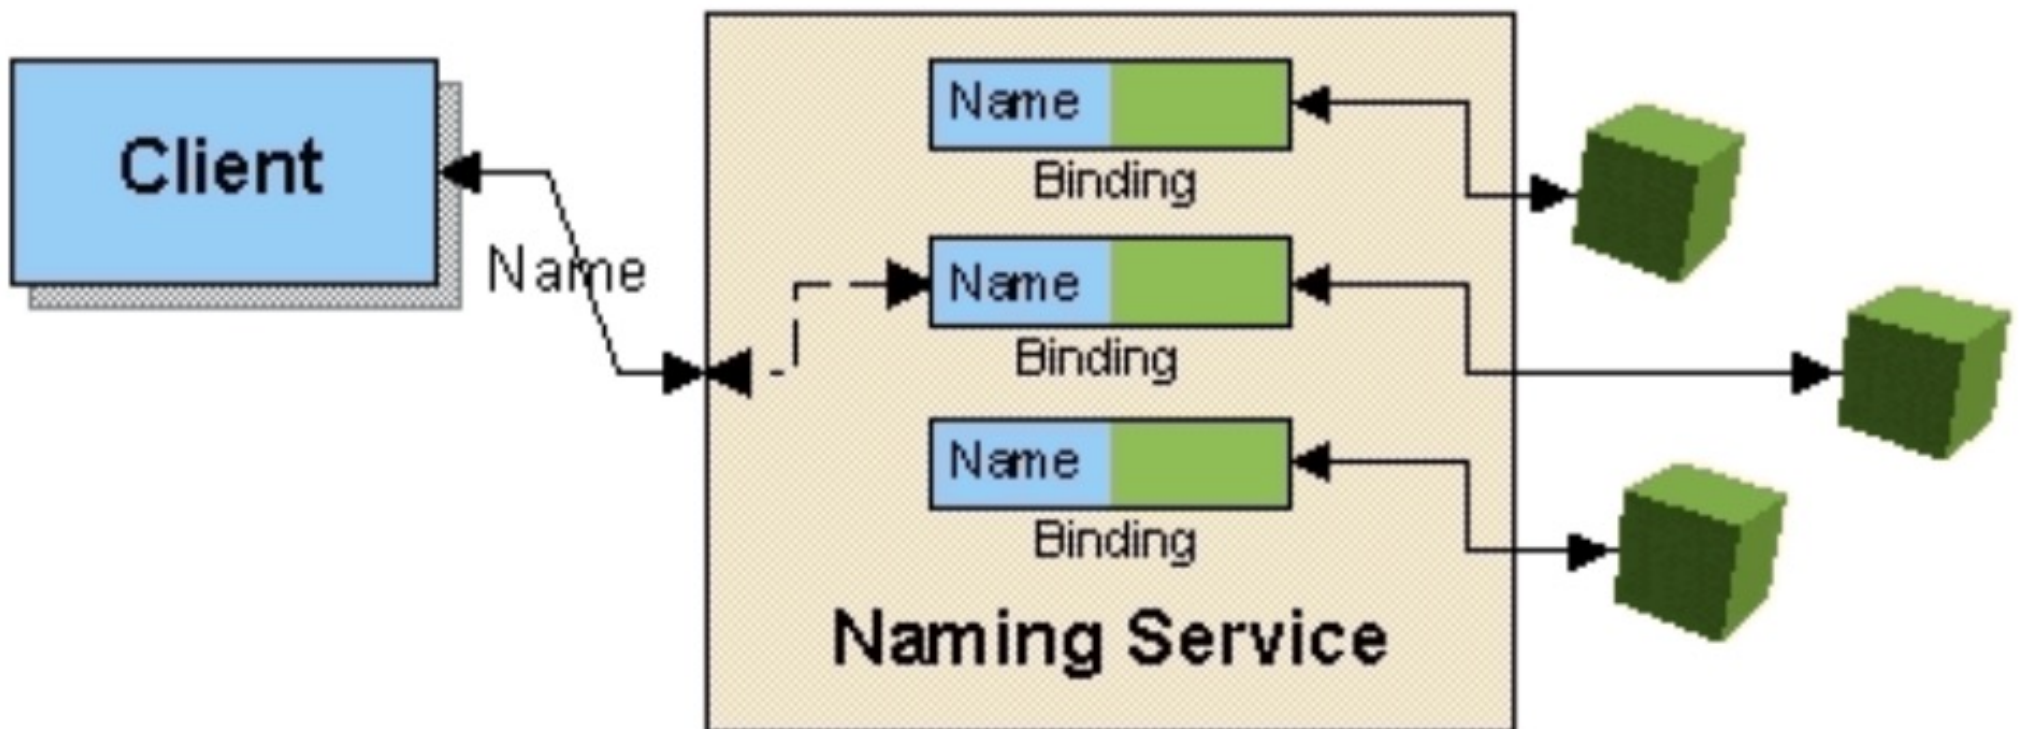 Client
Name
Name
Binding
Name
Binding
Name
Binding
Naming Service